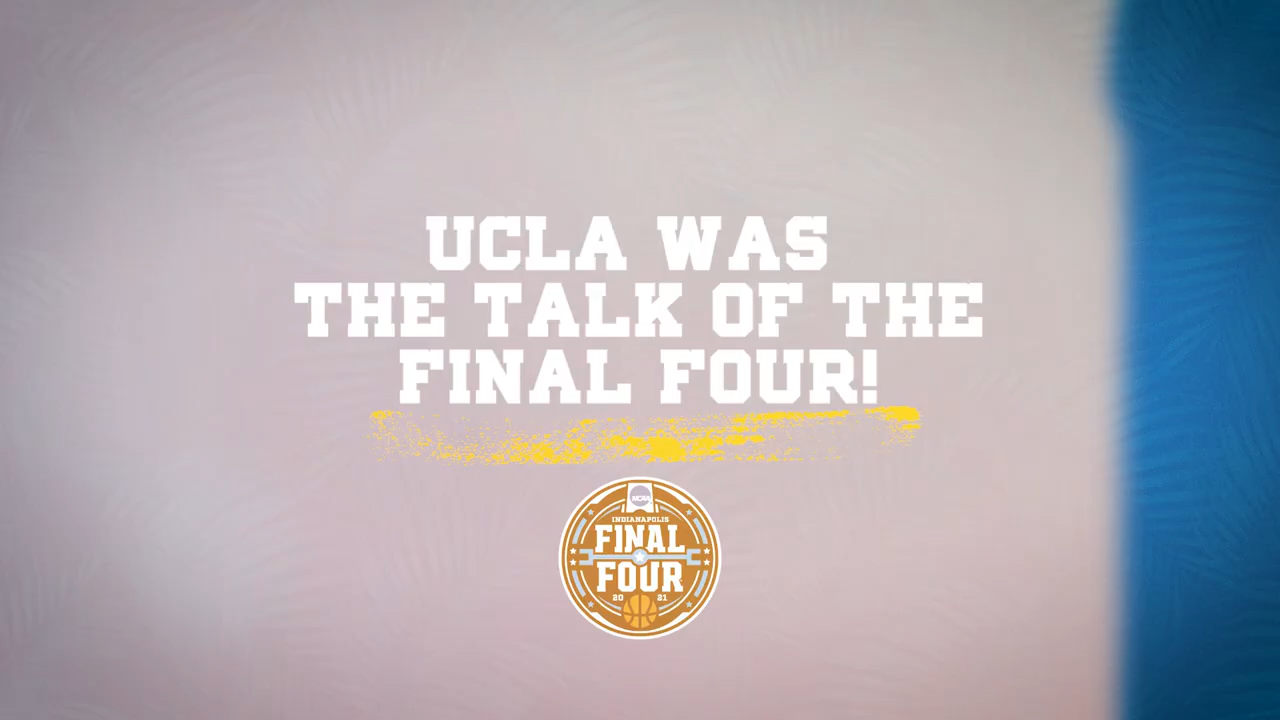 UCLA WAS
THE TALK OF THE
FINAL FOUR!
NCAA
INDIANAPOLIS
FINAL
FOUR
20 21